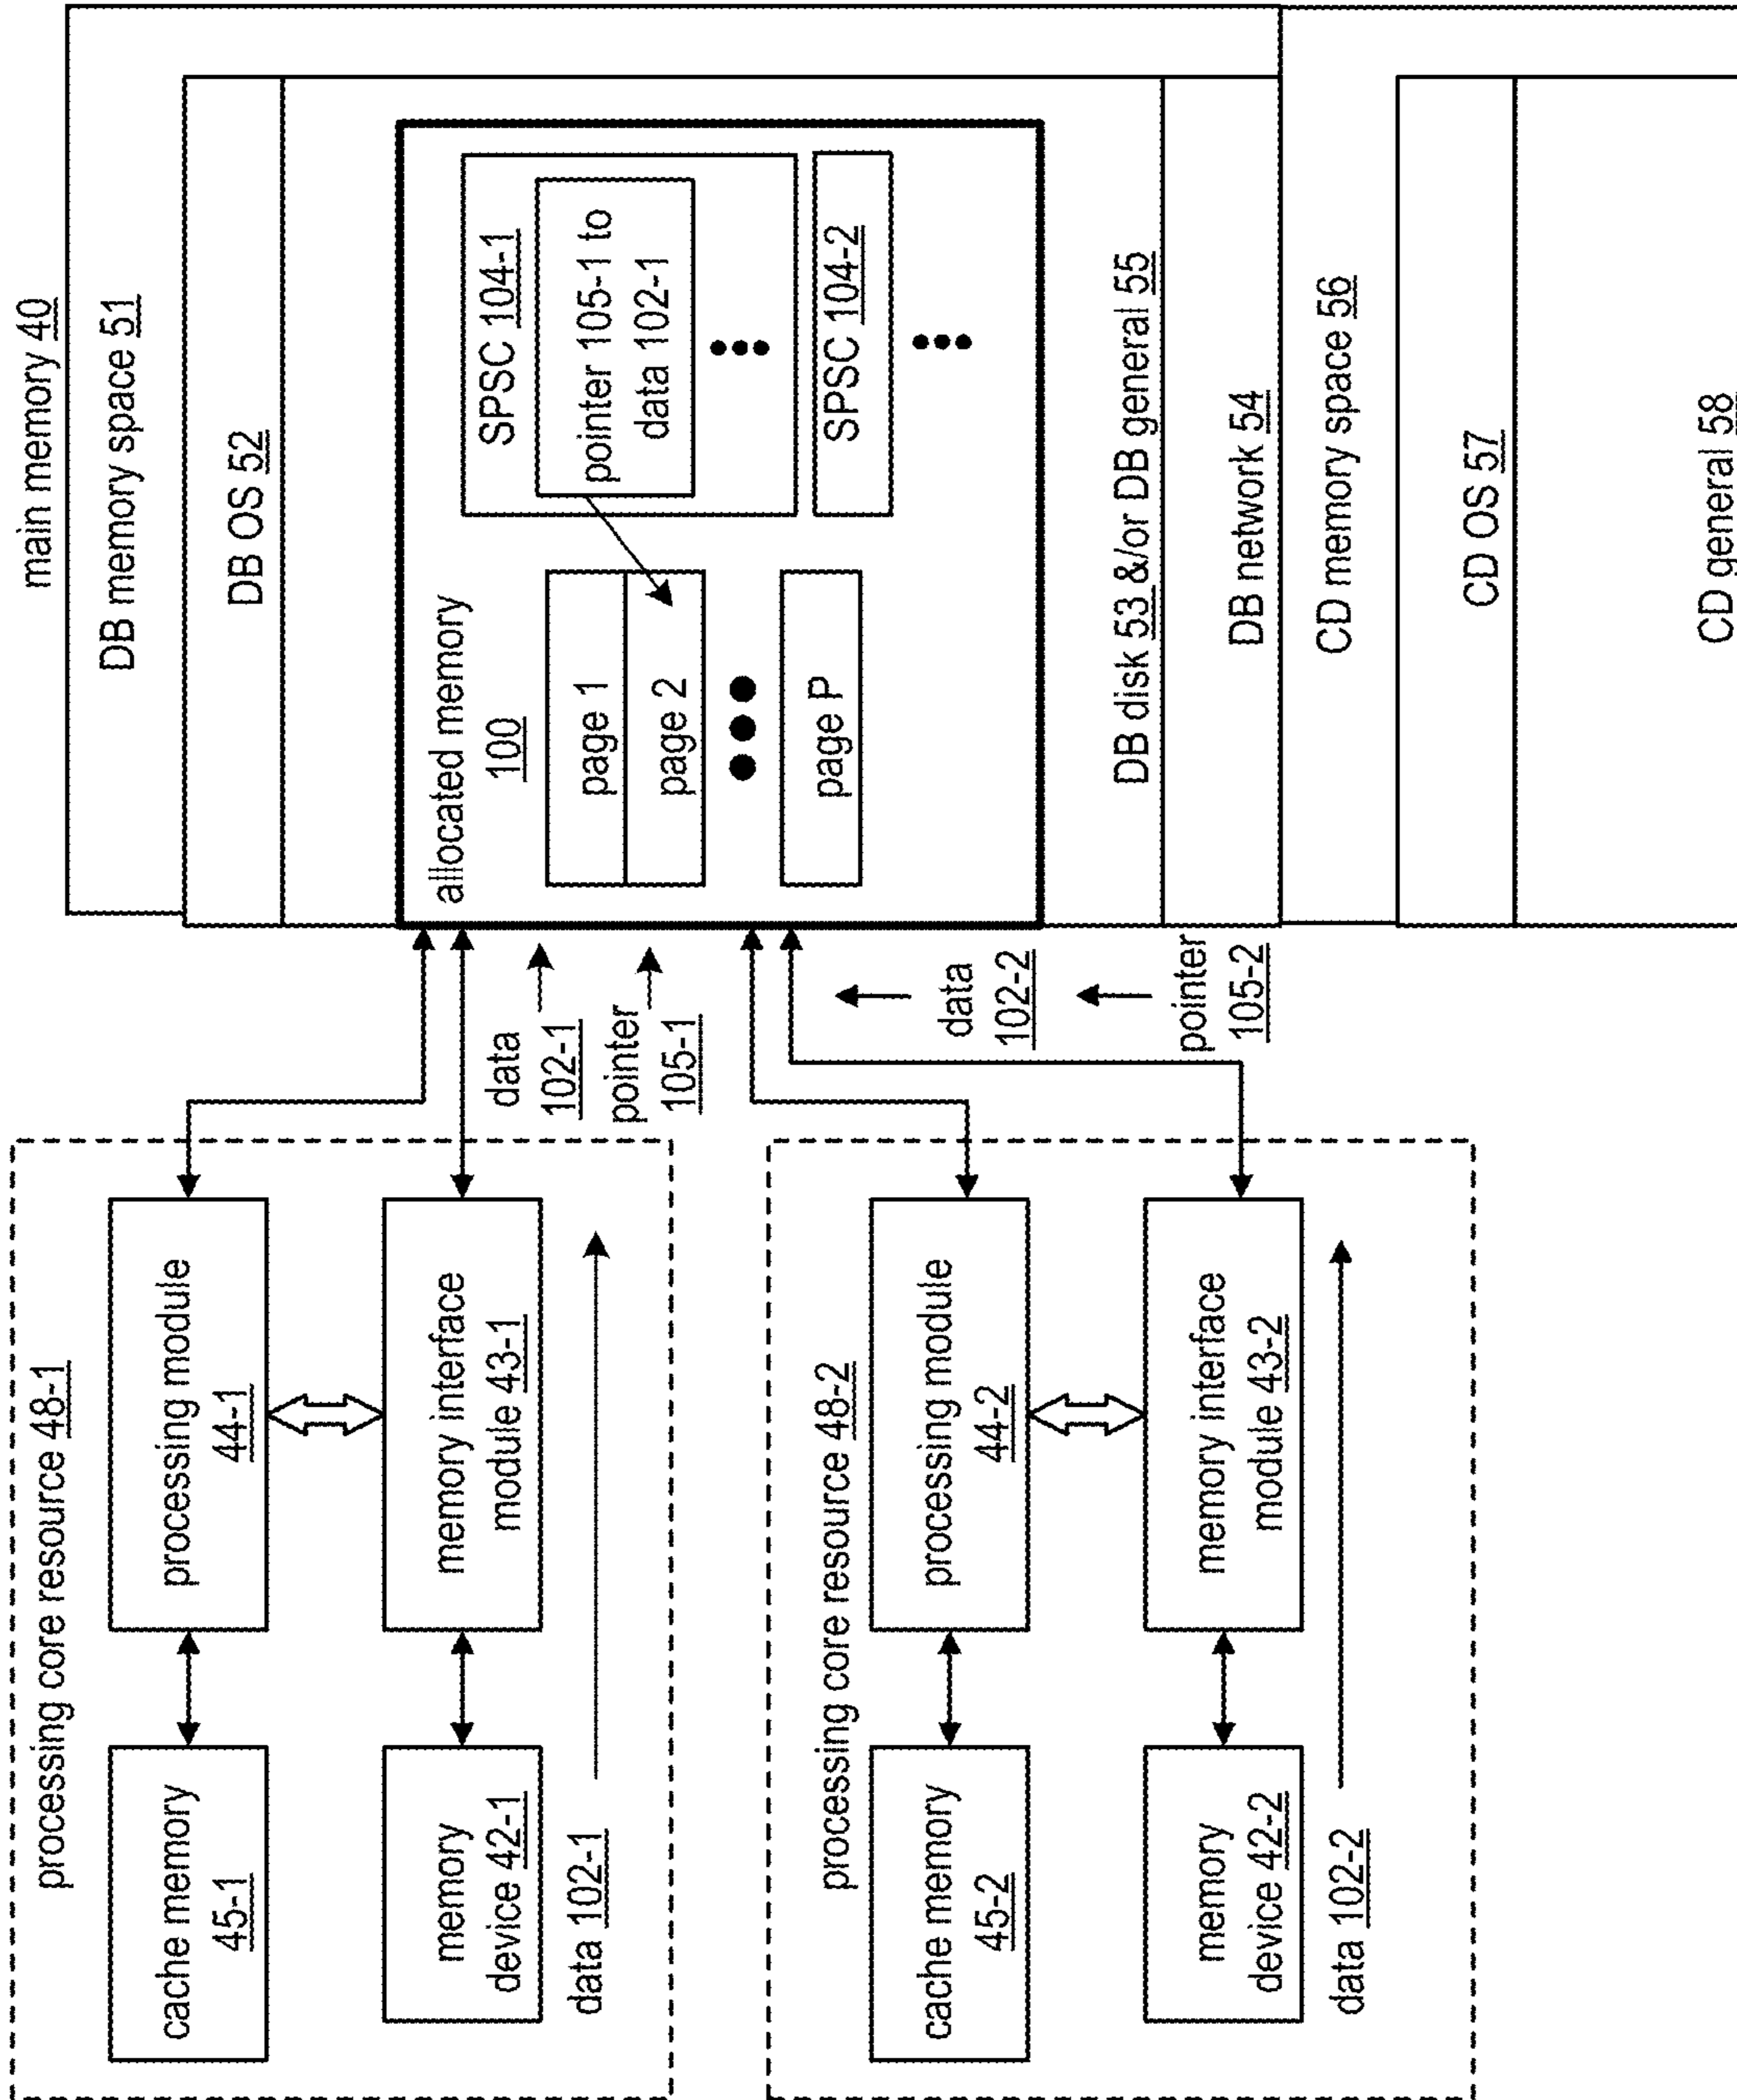 processing core resource 48-1
cache memory
45-1
processing module
44-1
memory
device 42-1
memory interface
module 43-1
data 102-1
processing core resource 48-2
cache memory
45-2
processing module
44-2
memory
device 42-2
memory interface
module 43-2
data 102-2
data
102-1
pointer
105-1
data
102-2
pointer
105-2
main memory 40
DB memory space 51
DB OS 52
allocated memory
100
page 1
page 2
page P
SPSC 104-1
pointer 105-1 to
data 102-1
SPSC 104-2
DB disk 53 &/or DB general 55
DB network 54
CD memory space 56
CD OS 57
CD general 58